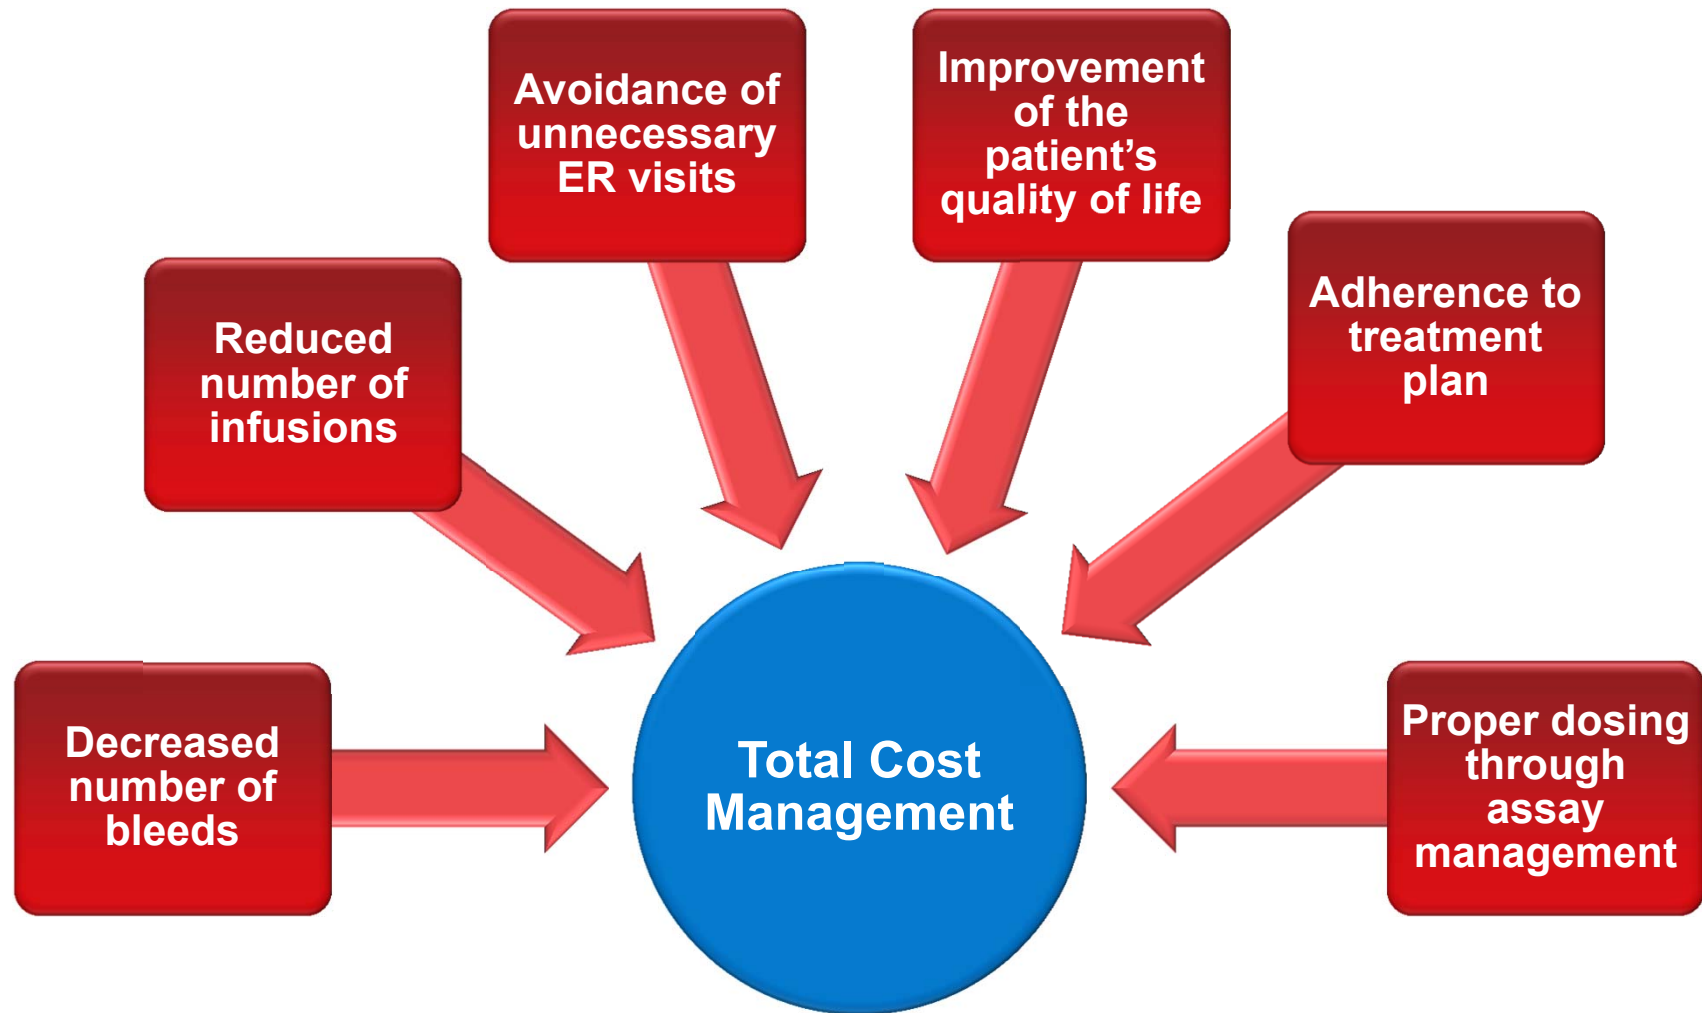 Avoidance of
unnecessary
ER visits
Improvement
of the
patient’s
quality of life
Reduced
number of
infusions
Adherence to
treatment
plan
Decreased
number of
bleeds
Total Cost
Management
Proper dosing
through
assay
management